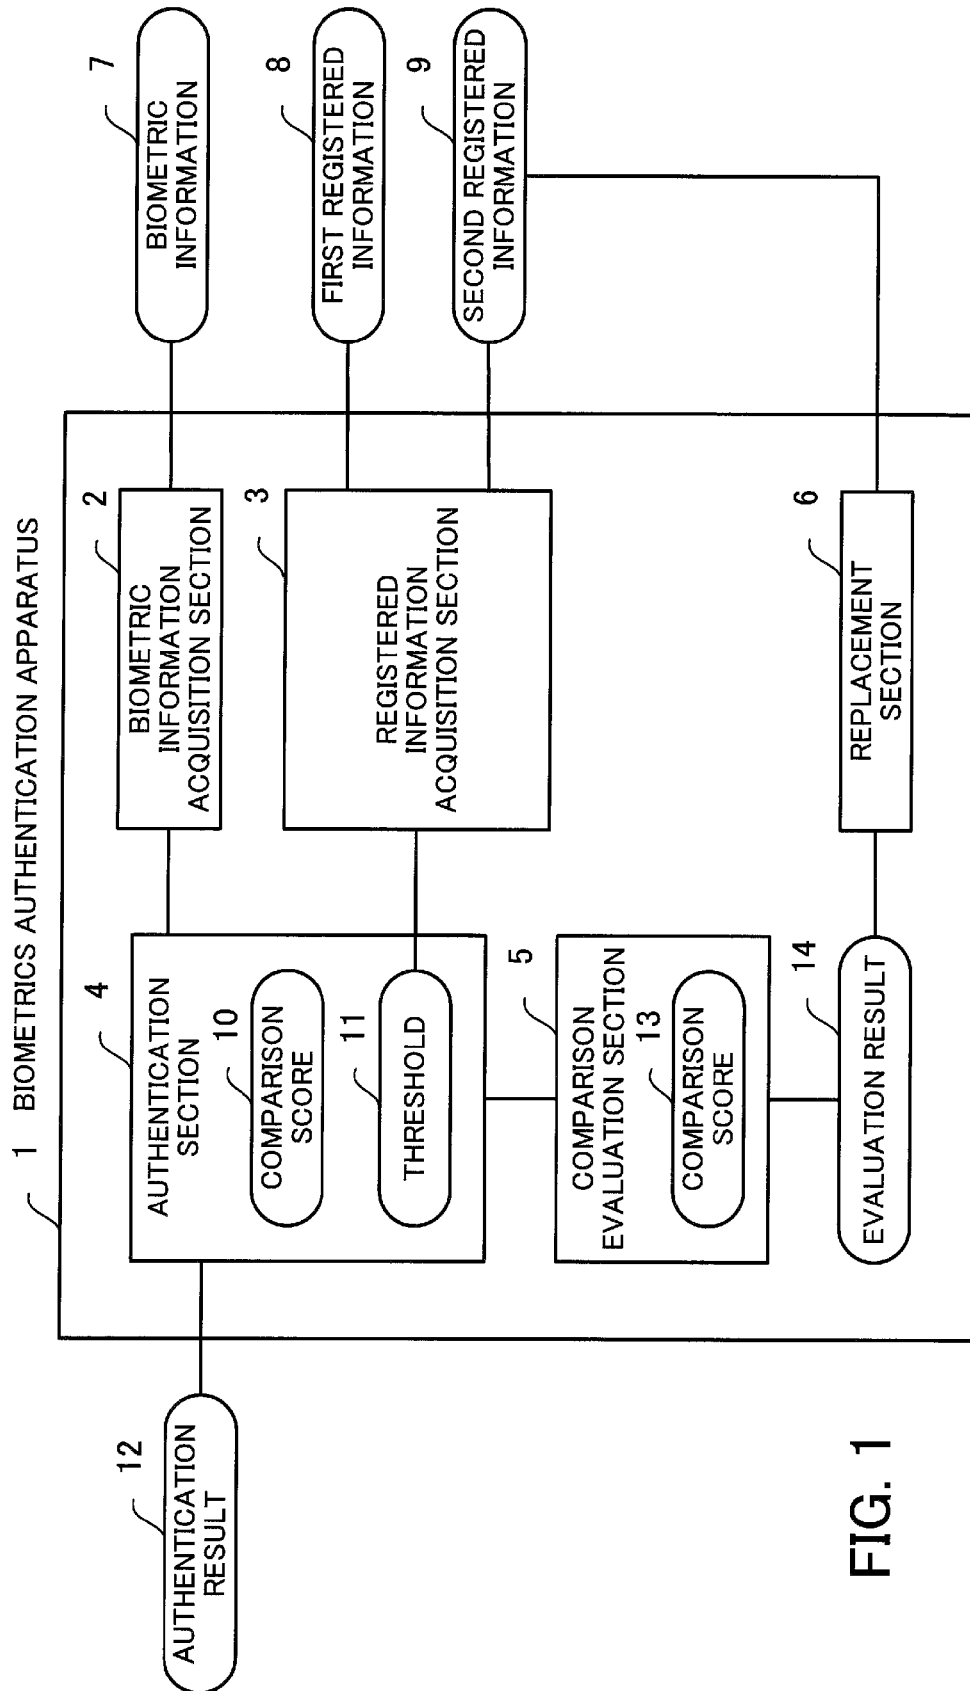 1 BIOMETRICS AUTHENTICATION APPARATUS
12
AUTHENTICATION
RESULT
4
AUTHENTICATION
SECTION
10
COMPARISON
SCORE
11
THRESHOLD
2
BIOMETRIC
INFORMATION
ACQUISITION SECTION
7
BIOMETRIC
INFORMATION
3
REGISTERED
INFORMATION
ACQUISITION SECTION
8
FIRST REGISTERED
INFORMATION
9
SECOND REGISTERED
INFORMATION
5
COMPARISON
EVALUATION SECTION
13
COMPARISON
SCORE
14
EVALUATION RESULT
6
REPLACEMENT
SECTION
FIG. 1